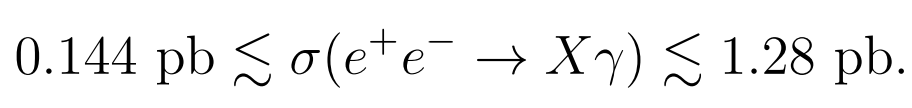 0.144 pb ≲ σ(e⁺e⁻ → Xγ) ≲ 1.28 pb.